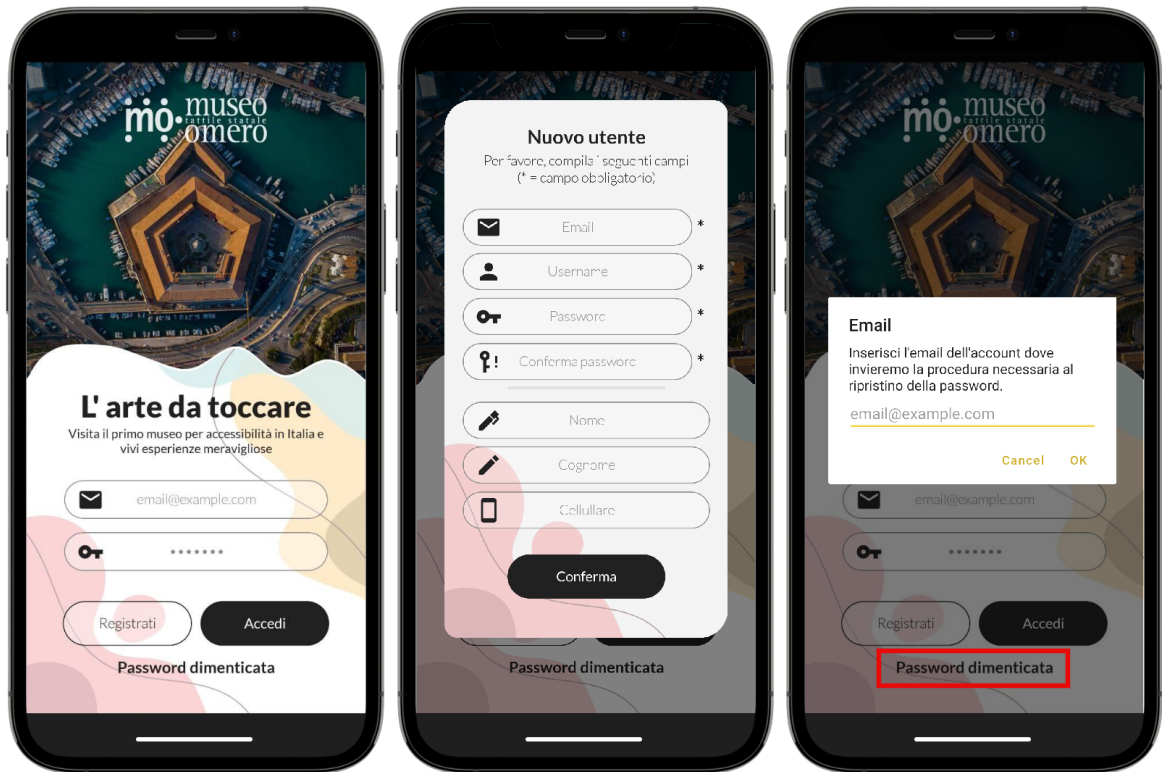 museo
tattile statale
omero
L' arte da toccare
Visita il primo museo per accessibilità in Italia e
vivi esperienze meravigliose
email@example.com
Registrati
Accedi
Password dimenticata
Nuovo utente
Per favore, compila i seguenti campi
(* = campo obbligatorio)
Email *
Username *
Password *
Conferma password *
Nome
Cognome
Cellullare
Conferma
Password dimenticata
museo
tattile statale
omero
Email
Inserisci l'email dell'account dove
invieremo la procedura necessaria al
ripristino della password.
email@example.com
Cancel OK
email@example.com
Registrati
Accedi
Password dimenticata